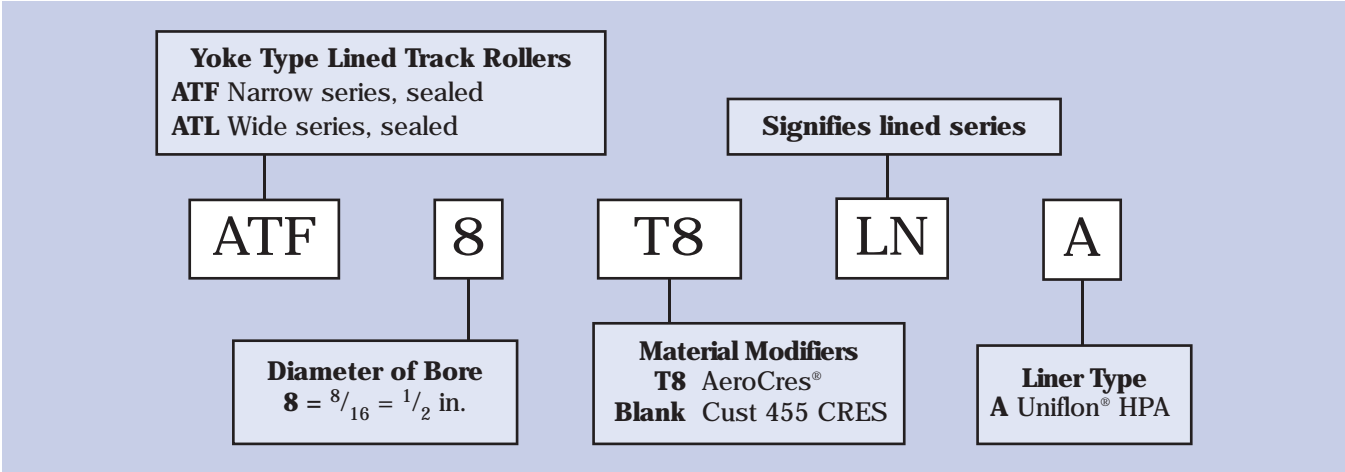 Yoke Type Lined Track Rollers
ATF Narrow series, sealed
ATL Wide series, sealed
Signifies lined series
ATF 8 T8 LN A
Diameter of Bore
8 = 8/16 = 1/2 in.
Material Modifiers
T8 AeroCres®
Blank Cust 455 CRES
Liner Type
A Uniflon® HPA